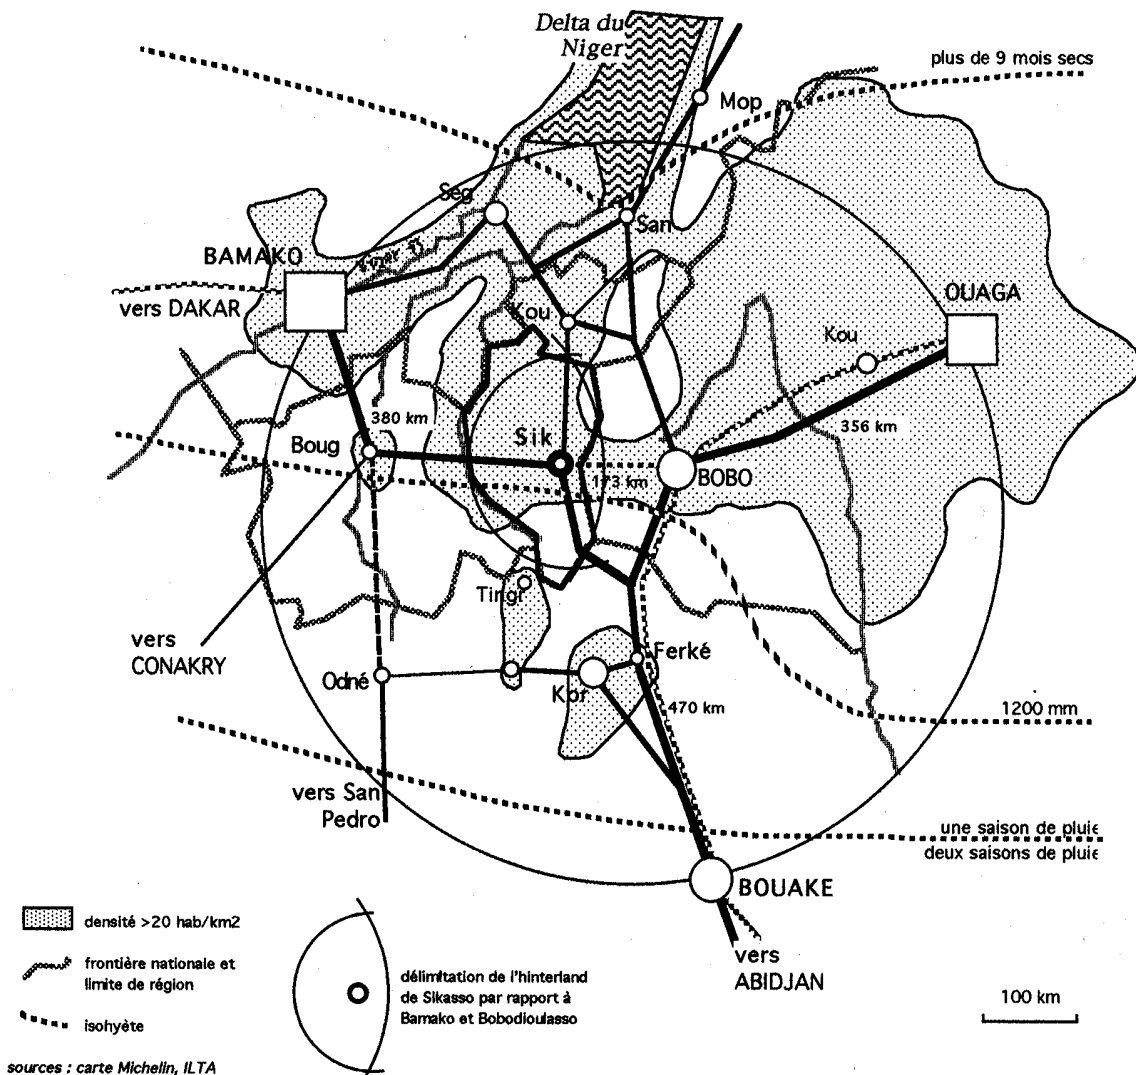 Delta du
Niger
plus de 9 mois secs
Mop
Ség
San
BAMAKO
vers DAKAR
OUAGA
Kou
Kou
380 km
356 km
Boug
Sik
173 km
BOBO
Tingr
vers
CONAKRY
Odné
Kor
Ferké
470 km
1200 mm
vers San
Pedro
une saison de pluie
deux saisons de pluie
BOUAKE
vers
ABIDJAN
densité >20 hab/km2
frontière nationale et
limite de région
isohyète
délimitation de l'hinterland
de Sikasso par rapport à
Bamako et Bobodioulasso
100 km
sources : carte Michelin, ILTA